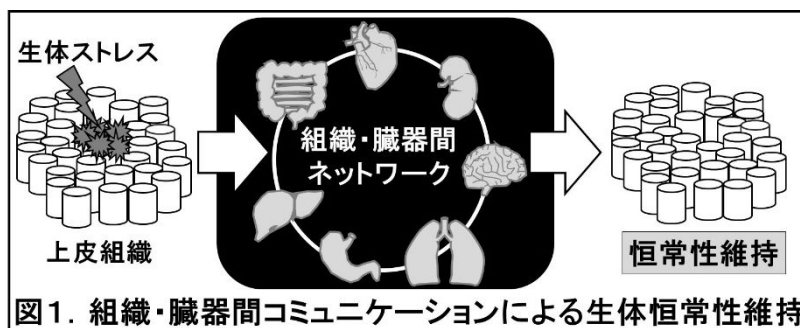 生体ストレス
上皮組織
組織・臓器間
ネットワーク
恒常性維持
図1. 組織・臓器間コミュニケーションによる生体恒常性維持